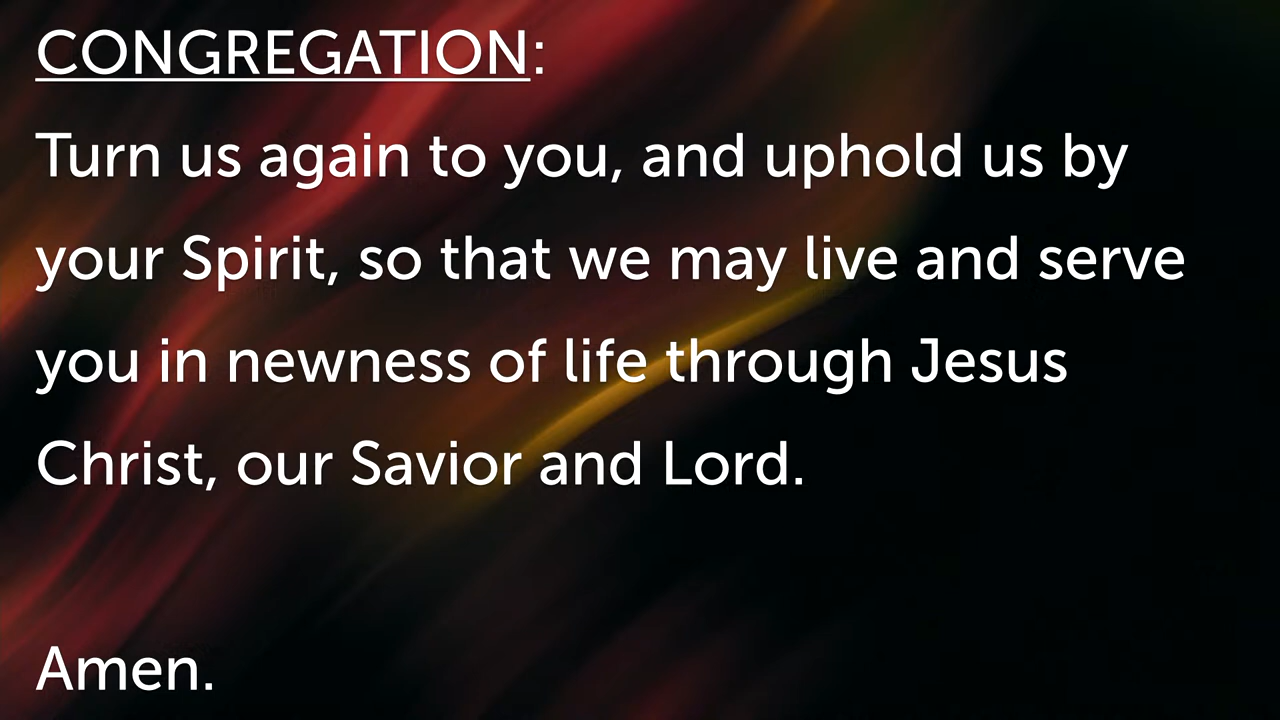 CONGREGATION:
Turn us again to you, and uphold us by
your Spirit, so that we may live and serve
you in newness of life through Jesus
Christ, our Savior and Lord.
Amen.